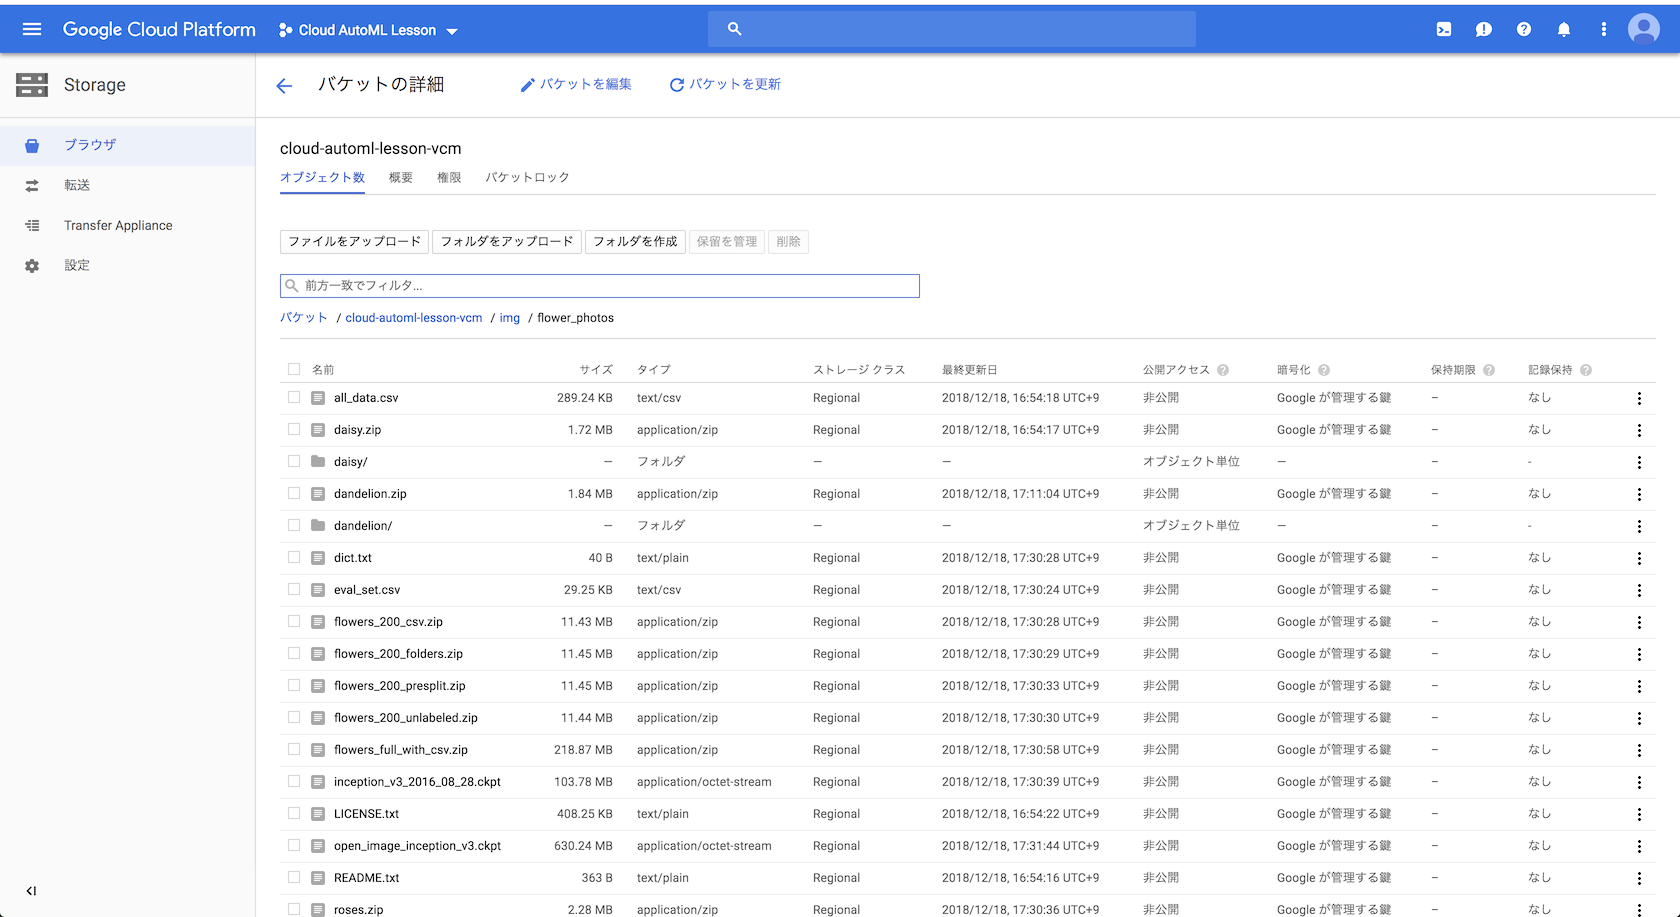 Google Cloud Platform Cloud AutoML Lesson
Storage
バケットの詳細 バケットを編集 バケットを更新
ブラウザ
転送
Transfer Appliance
設定
cloud-automl-lesson-vcm
オブジェクト数 概要 権限 バケットロック
ファイルをアップロード フォルダをアップロード フォルダを作成 保留を管理 削除
前方一致でフィルタ...
バケット / cloud-automl-lesson-vcm / img / flower_photos
名前 サイズ タイプ ストレージ クラス 最終更新日 公開アクセス 暗号化 保持期限 記録保持
all_data.csv 289.24 KB text/csv Regional 2018/12/18, 16:54:18 UTC+9 非公開 Google が管理する鍵 – なし
daisy.zip 1.72 MB application/zip Regional 2018/12/18, 16:54:17 UTC+9 非公開 Google が管理する鍵 – なし
daisy/ — フォルダ — — オブジェクト単位 — – -
dandelion.zip 1.84 MB application/zip Regional 2018/12/18, 17:11:04 UTC+9 非公開 Google が管理する鍵 – なし
dandelion/ — フォルダ — — オブジェクト単位 — – -
dict.txt 40 B text/plain Regional 2018/12/18, 17:30:28 UTC+9 非公開 Google が管理する鍵 – なし
eval_set.csv 29.25 KB text/csv Regional 2018/12/18, 17:30:24 UTC+9 非公開 Google が管理する鍵 – なし
flowers_200_csv.zip 11.43 MB application/zip Regional 2018/12/18, 17:30:28 UTC+9 非公開 Google が管理する鍵 – なし
flowers_200_folders.zip 11.45 MB application/zip Regional 2018/12/18, 17:30:29 UTC+9 非公開 Google が管理する鍵 – なし
flowers_200_presplit.zip 11.45 MB application/zip Regional 2018/12/18, 17:30:33 UTC+9 非公開 Google が管理する鍵 – なし
flowers_200_unlabeled.zip 11.44 MB application/zip Regional 2018/12/18, 17:30:30 UTC+9 非公開 Google が管理する鍵 – なし
flowers_full_with_csv.zip 218.87 MB application/zip Regional 2018/12/18, 17:30:58 UTC+9 非公開 Google が管理する鍵 – なし
inception_v3_2016_08_28.ckpt 103.78 MB application/octet-stream Regional 2018/12/18, 17:30:39 UTC+9 非公開 Google が管理する鍵 – なし
LICENSE.txt 408.25 KB text/plain Regional 2018/12/18, 16:54:22 UTC+9 非公開 Google が管理する鍵 – なし
open_image_inception_v3.ckpt 630.24 MB application/octet-stream Regional 2018/12/18, 17:31:44 UTC+9 非公開 Google が管理する鍵 – なし
README.txt 363 B text/plain Regional 2018/12/18, 16:54:16 UTC+9 非公開 Google が管理する鍵 – なし
roses.zip 2.28 MB application/zip Regional 2018/12/18, 17:30:36 UTC+9 非公開 Google が管理する鍵 – なし